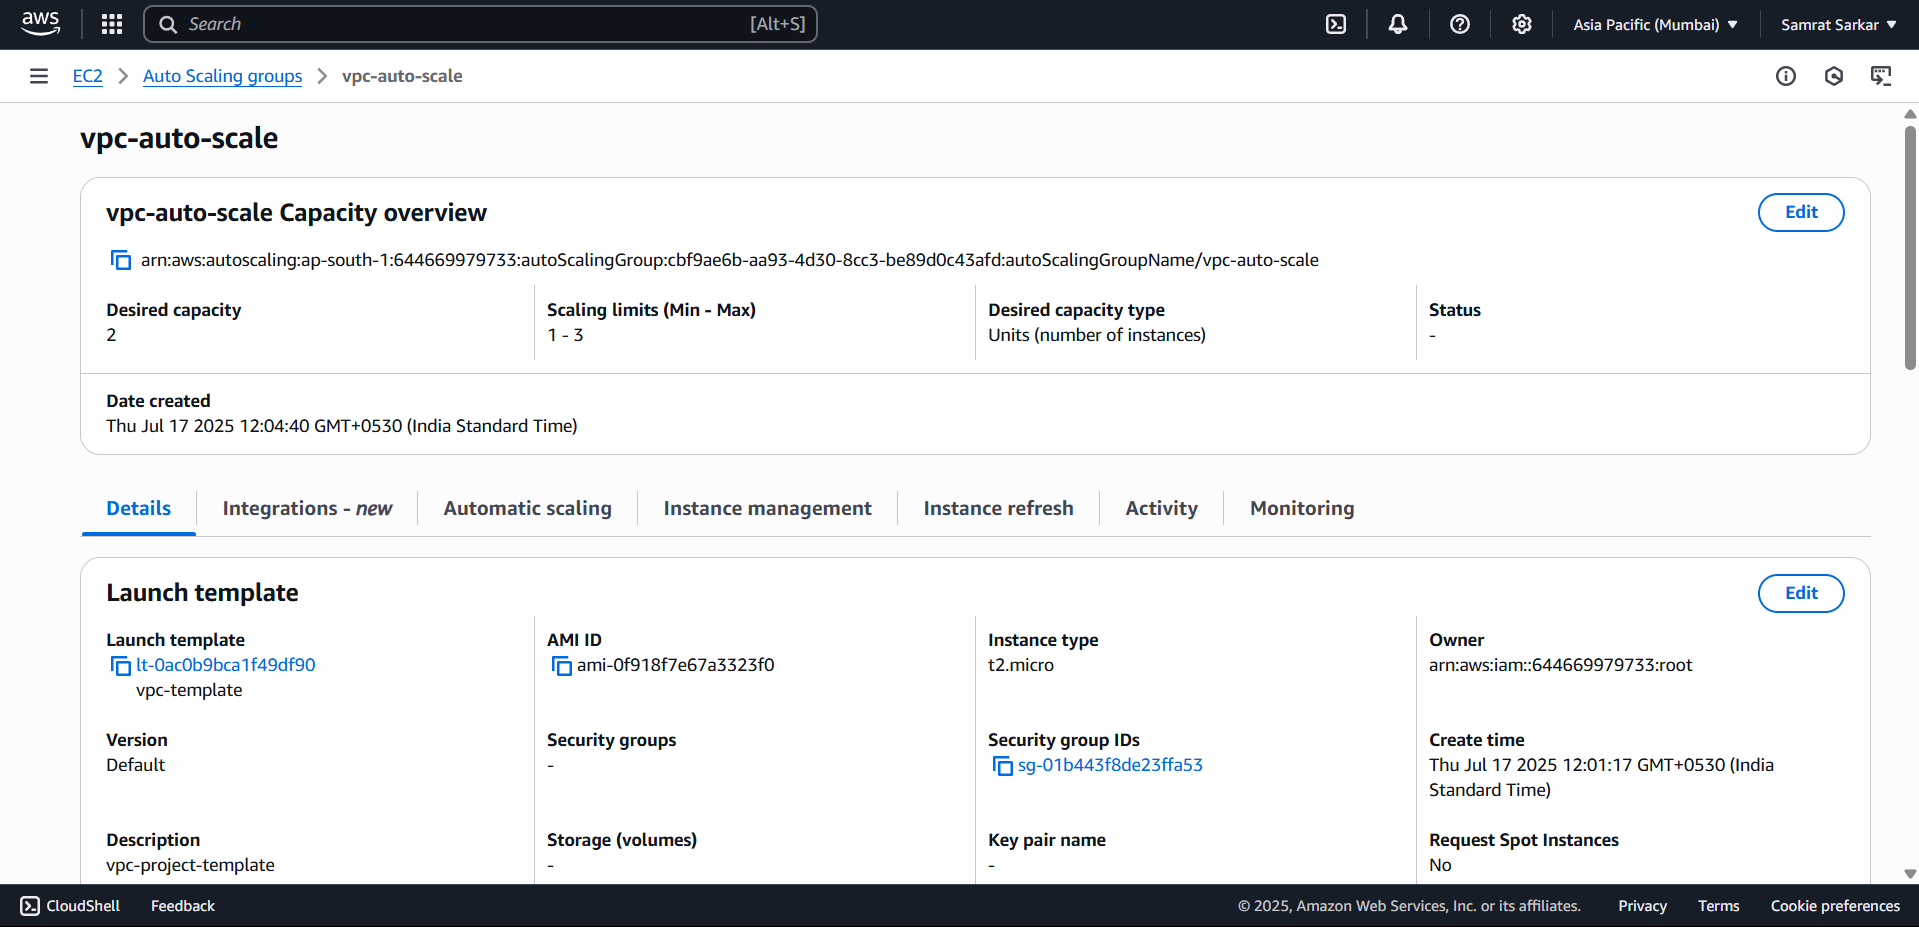 aws
Search [Alt+S]
Asia Pacific (Mumbai)
Samrat Sarkar
EC2
Auto Scaling groups
vpc-auto-scale
vpc-auto-scale
vpc-auto-scale Capacity overview
Edit
arn:aws:autoscaling:ap-south-1:644669979733:autoScalingGroup:cbf9ae6b-aa93-4d30-8cc3-be89d0c43afd:autoScalingGroupName/vpc-auto-scale
Desired capacity
2
Scaling limits (Min - Max)
1 - 3
Desired capacity type
Units (number of instances)
Status
-
Date created
Thu Jul 17 2025 12:04:40 GMT+0530 (India Standard Time)
Details
Integrations - new
Automatic scaling
Instance management
Instance refresh
Activity
Monitoring
Launch template
Edit
Launch template
lt-0ac0b9bca1f49df90
vpc-template
AMI ID
ami-0f918f7e67a3323f0
Instance type
t2.micro
Owner
arn:aws:iam::644669979733:root
Version
Default
Security groups
-
Security group IDs
sg-01b443f8de23ffa53
Create time
Thu Jul 17 2025 12:01:17 GMT+0530 (India
Standard Time)
Description
vpc-project-template
Storage (volumes)
-
Key pair name
-
Request Spot Instances
No
CloudShell
Feedback
© 2025, Amazon Web Services, Inc. or its affiliates.
Privacy
Terms
Cookie preferences